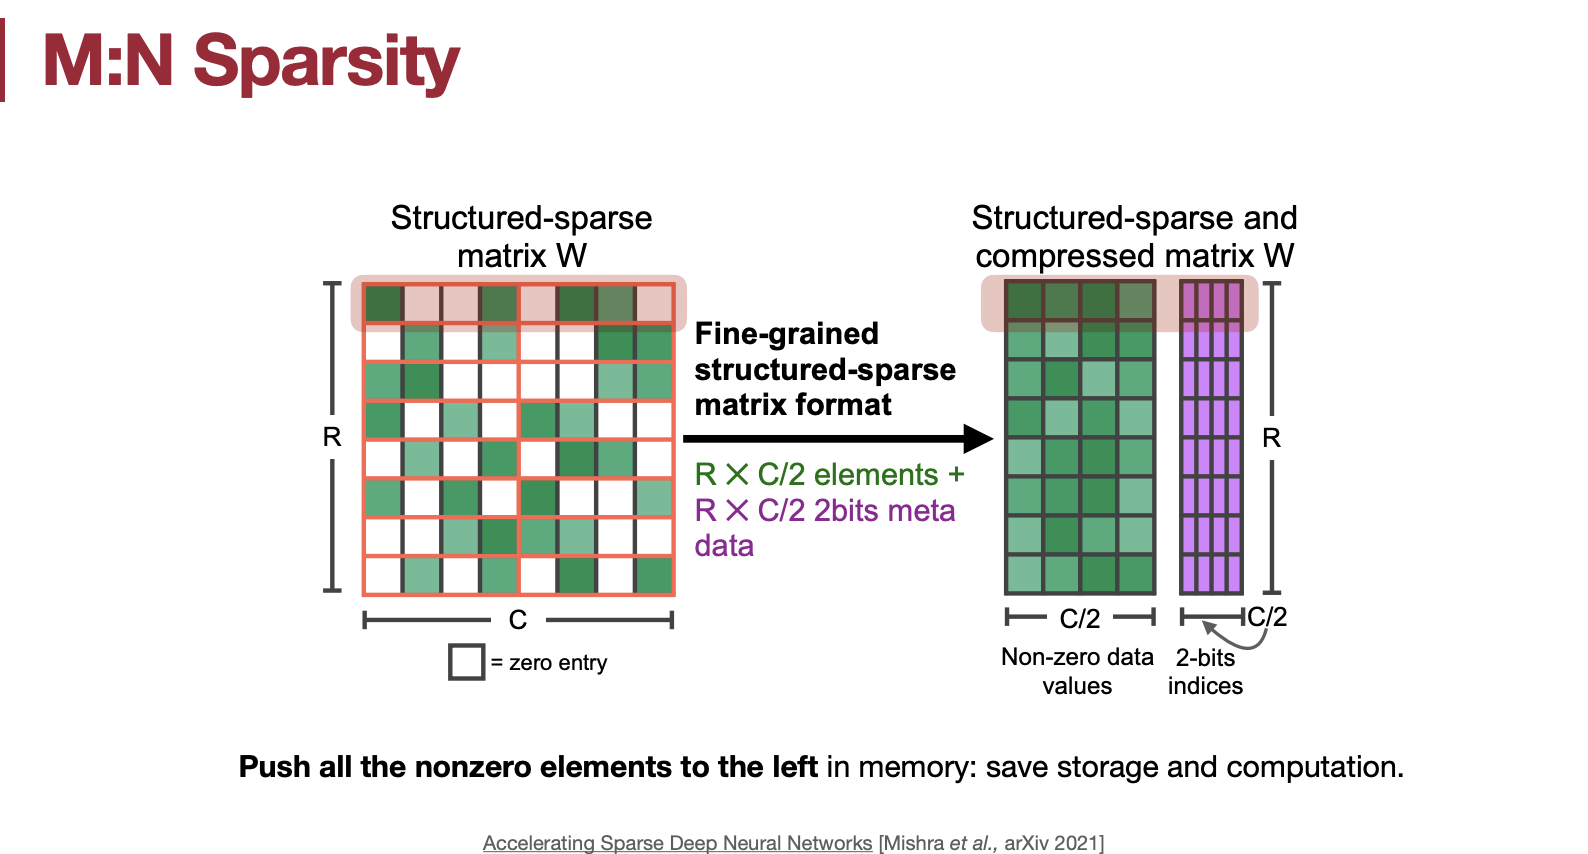 M:N Sparsity
Structured-sparse
matrix W
Structured-sparse and
compressed matrix W
R
Fine-grained
structured-sparse
matrix format
R × C/2 elements +
R × C/2 2bits meta
data
R
C
= zero entry
C/2
C/2
Non-zero data
values
2-bits
indices
Push all the nonzero elements to the left in memory: save storage and computation.
Accelerating Sparse Deep Neural Networks [Mishra et al., arXiv 2021]